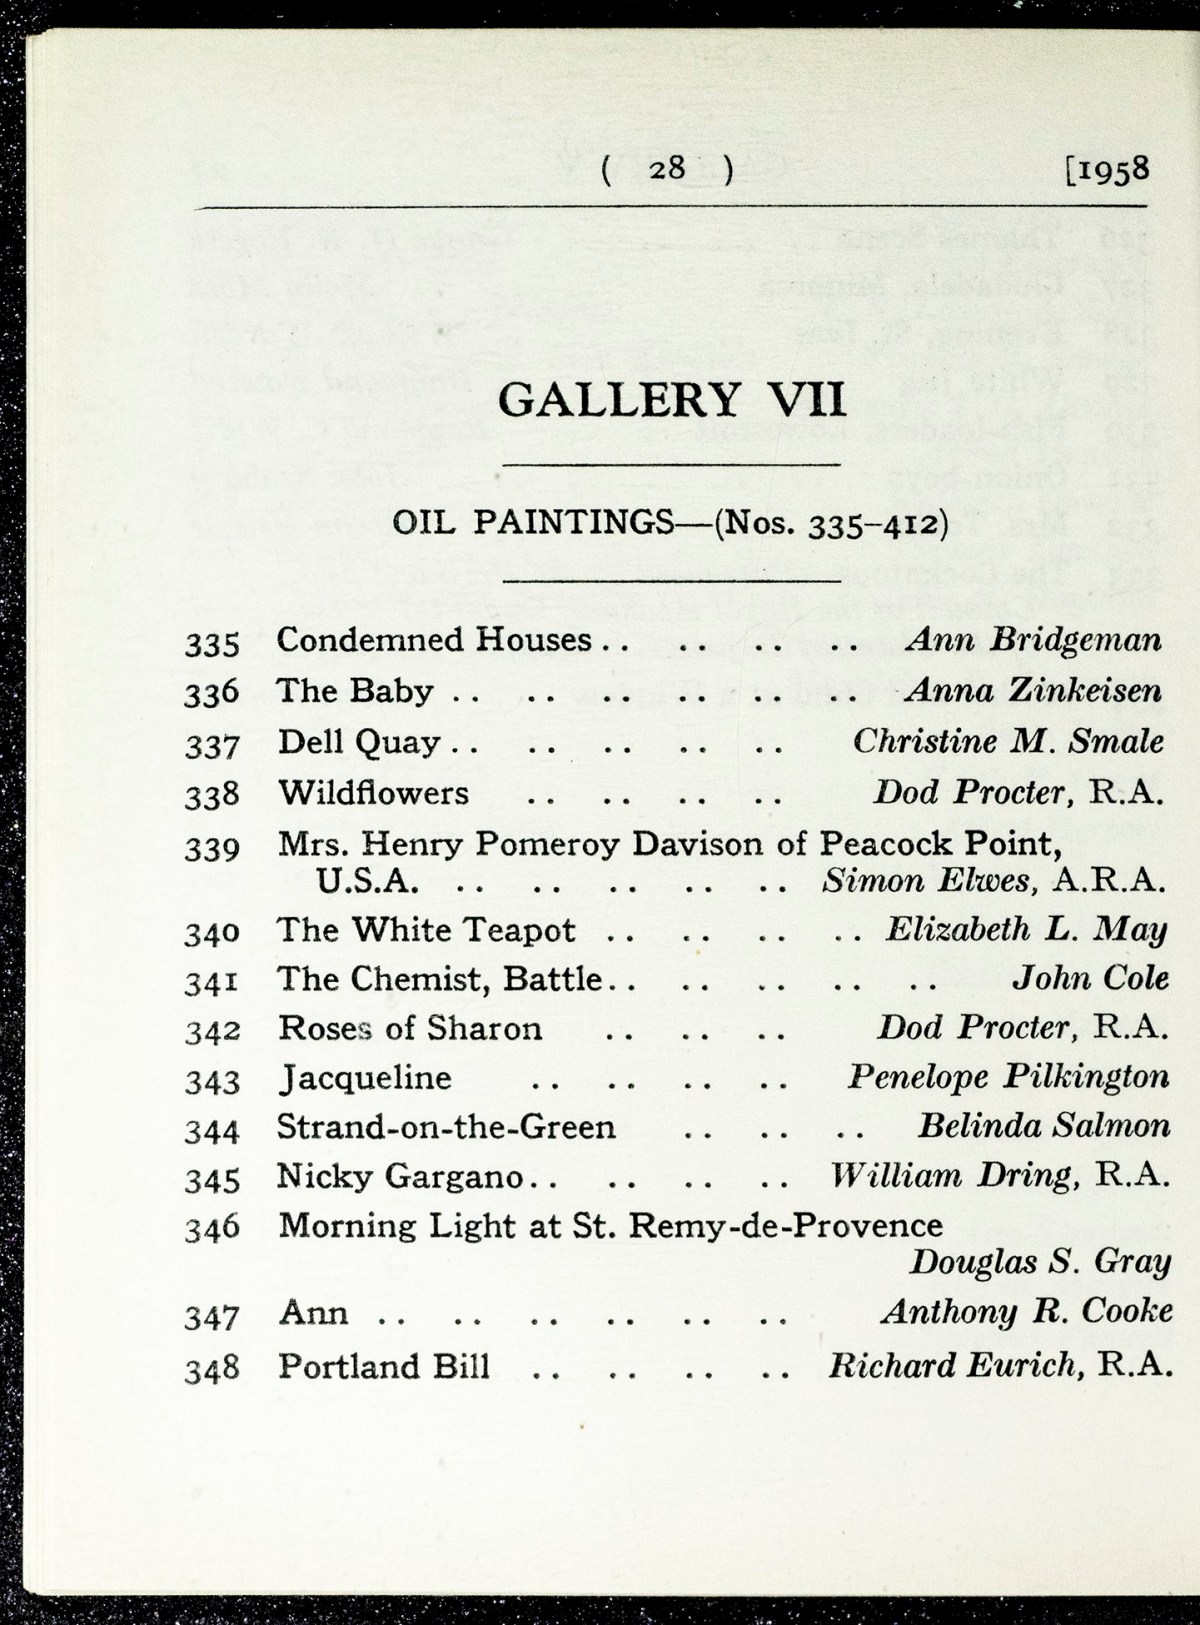 ( 28 ) [1958
GALLERY VII
OIL PAINTINGS—(Nos. 335–412)
335 Condemned Houses .. .. .. .. Ann Bridgeman
336 The Baby .. .. .. .. .. .. Anna Zinkeisen
337 Dell Quay .. .. .. .. .. Christine M. Smale
338 Wildflowers .. .. .. .. Dod Procter, R.A.
339 Mrs. Henry Pomeroy Davison of Peacock Point,
U.S.A. .. .. .. .. .. Simon Elwes, A.R.A.
340 The White Teapot .. .. .. .. Elizabeth L. May
341 The Chemist, Battle .. .. .. .. .. John Cole
342 Roses of Sharon .. .. .. Dod Procter, R.A.
343 Jacqueline .. .. .. .. Penelope Pilkington
344 Strand-on-the-Green .. .. .. Belinda Salmon
345 Nicky Gargano .. .. .. .. William Dring, R.A.
346 Morning Light at St. Remy-de-Provence
Douglas S. Gray
347 Ann .. .. .. .. .. .. Anthony R. Cooke
348 Portland Bill .. .. .. .. Richard Eurich, R.A.